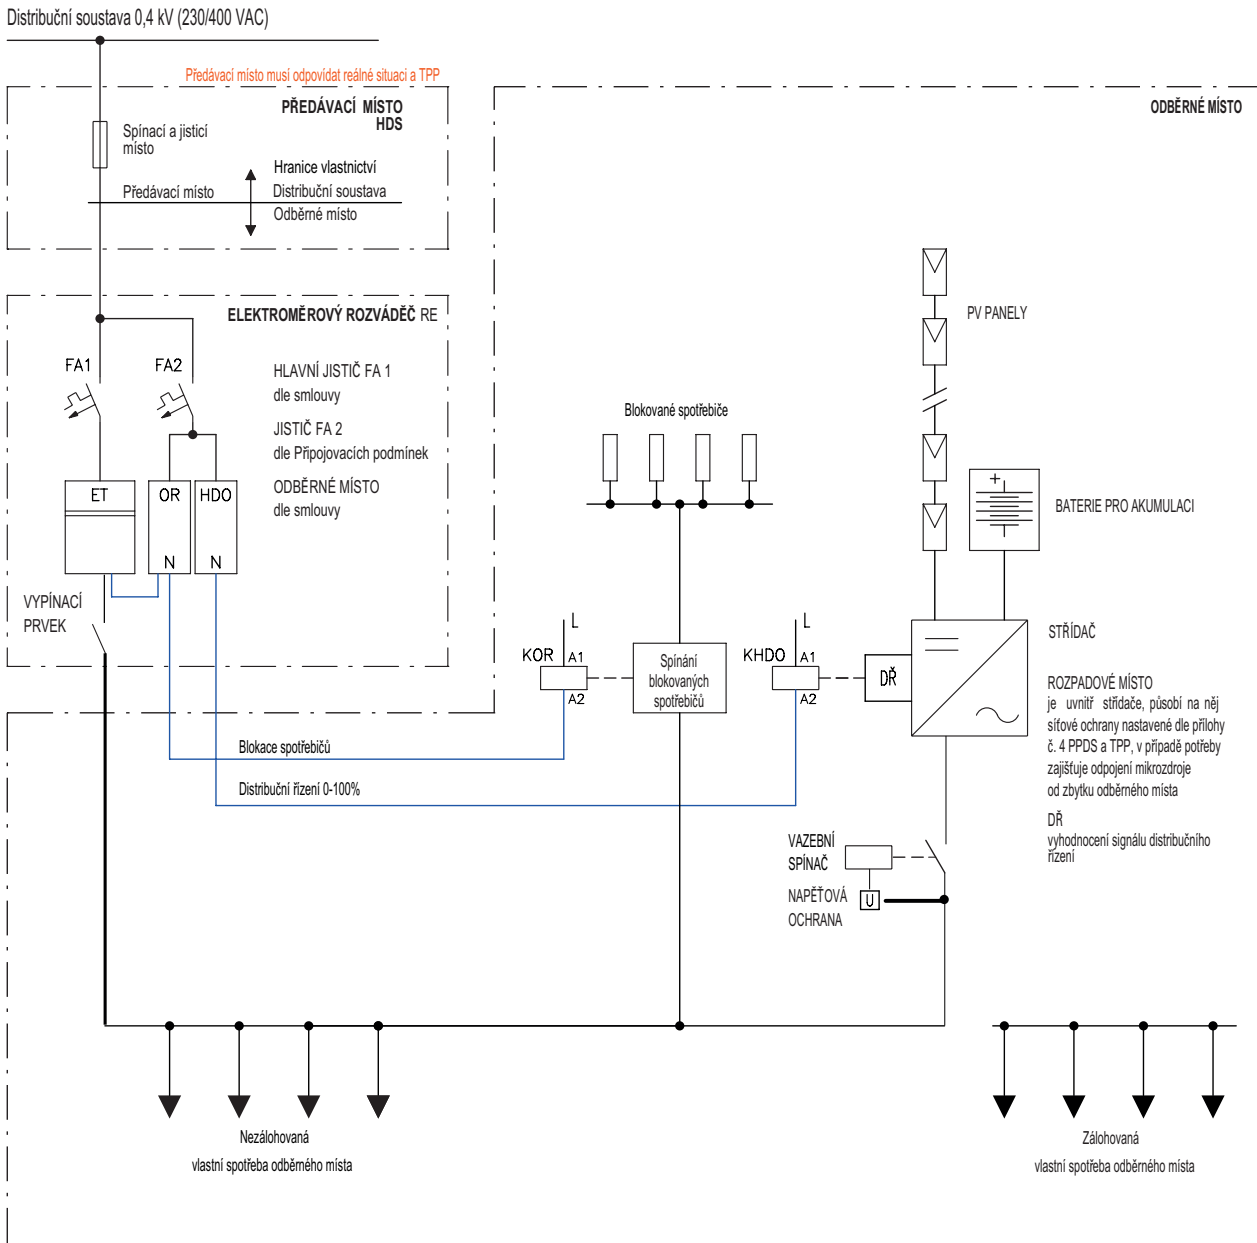 Distribuční soustava 0,4 kV (230/400 VAC)
Předávací místo musí odpovídat reálné situaci a TPP
PŘEDÁVACÍ MÍSTO
HDS
Spínací a jisticí
místo
Hranice vlastnictví
Předávací místo
Distribuční soustava
Odběrné místo
ODBĚRNÉ MÍSTO
ELEKTROMĚROVÝ ROZVÁDĚČ RE
FA1
FA2
HLAVNÍ JISTIČ FA 1
dle smlouvy
JISTIČ FA 2
dle Připojovacích podmínek
ODBĚRNÉ MÍSTO
dle smlouvy
ET
OR
HDO
N
N
VYPÍNACÍ
PRVEK
Blokované spotřebiče
PV PANELY
+
BATERIE PRO AKUMULACI
L
KOR
A1
A2
Spínání
blokovaných
spotřebičů
L
KHDO
A1
A2
DŘ
STŘÍDAČ
ROZPADOVÉ MÍSTO
je uvnitř střídače, působí na něj
síťové ochrany nastavené dle přílohy
č. 4 PPDS a TPP, v případě potřeby
zajišťuje odpojení mikrozdroje
od zbytku odběrného místa
DŘ
vyhodnocení signálu distribučního
řízení
Blokace spotřebičů
Distribuční řízení 0-100%
VAZEBNÍ
SPÍNAČ
NAPĚŤOVÁ
OCHRANA
U
Nezálohovaná
vlastní spotřeba odběrného místa
Zálohovaná
vlastní spotřeba odběrného místa